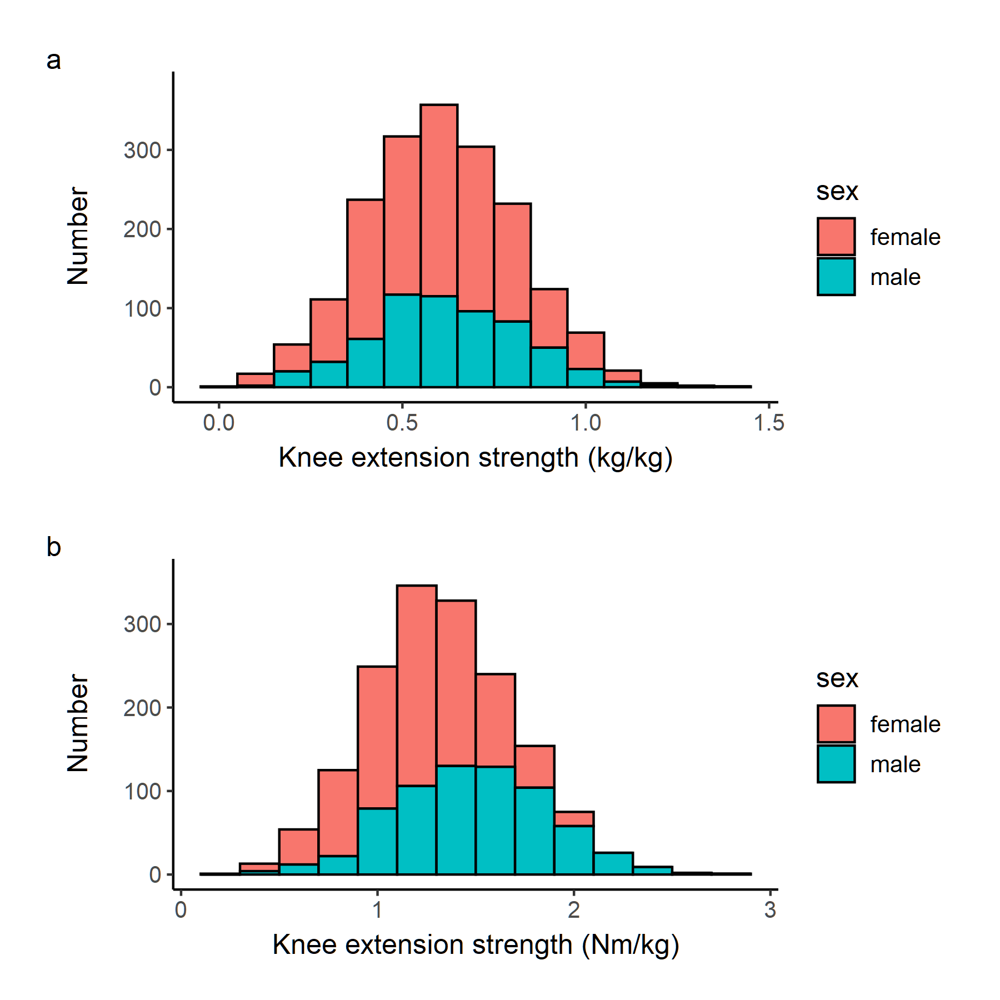 a
300
200
100
0
Number
0.0 0.5 1.0 1.5
Knee extension strength (kg/kg)
sex
female
male
b
300
200
100
0
Number
0 1 2 3
Knee extension strength (Nm/kg)
sex
female
male